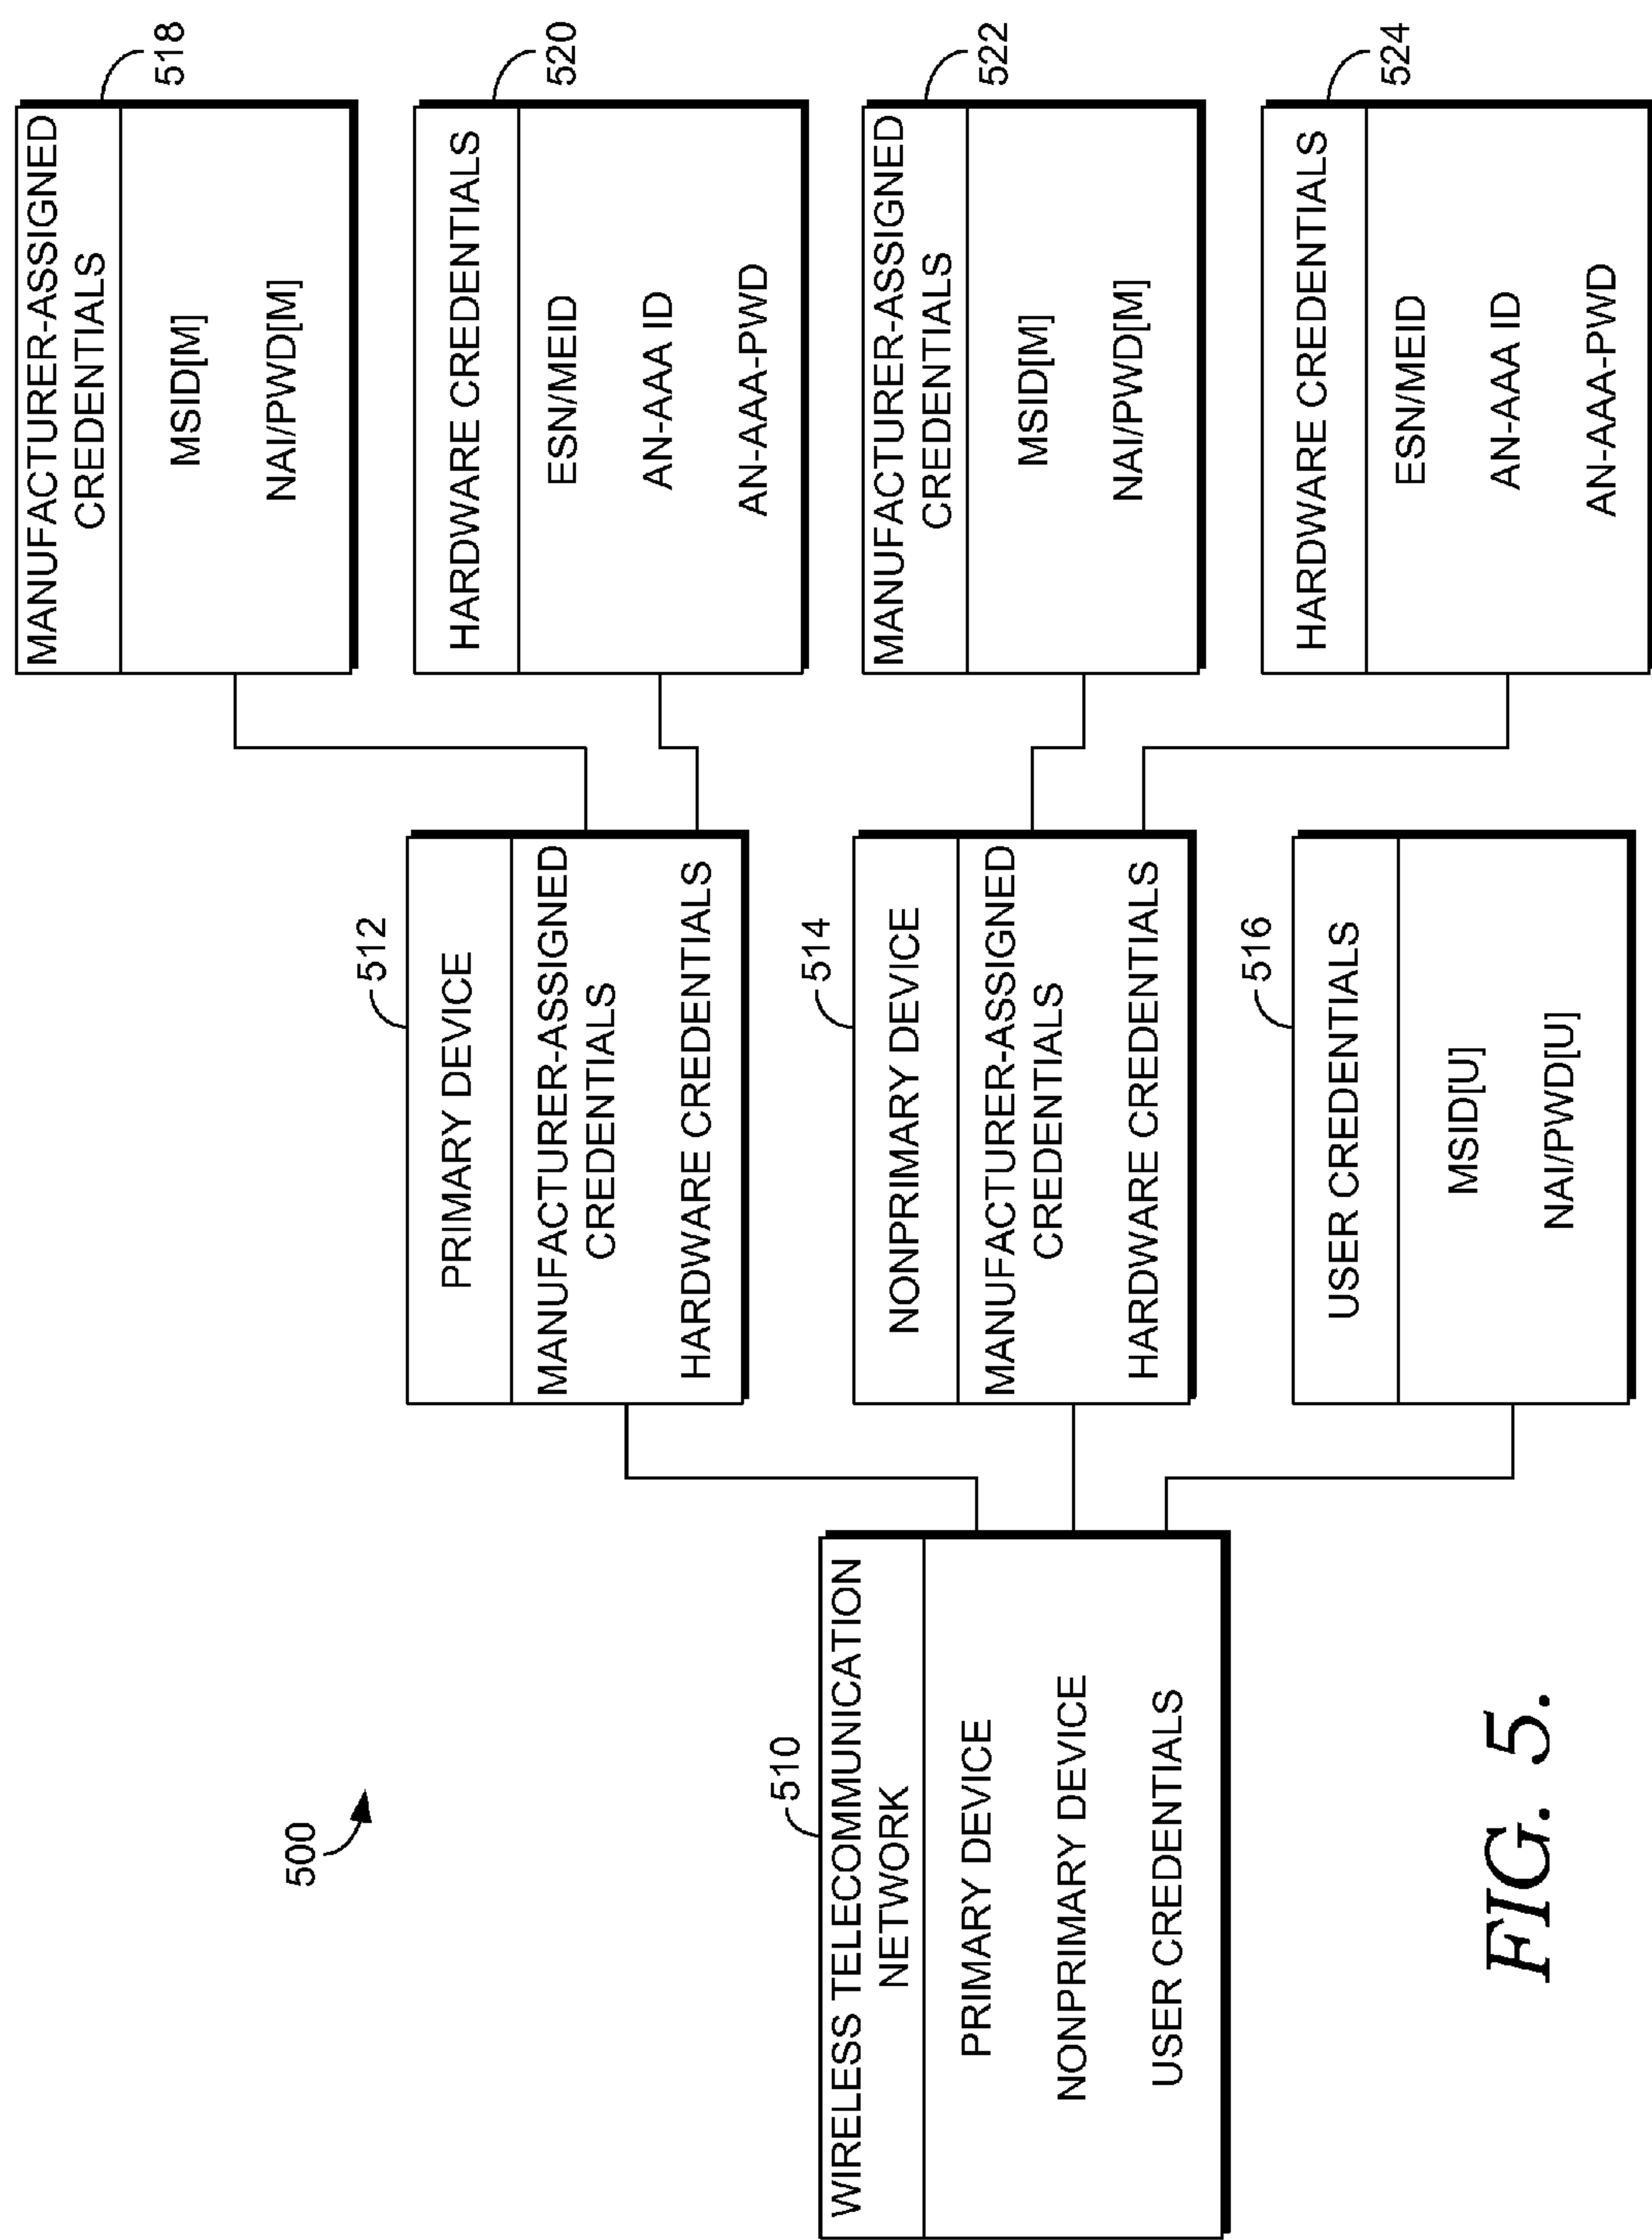 500
510
WIRELESS TELECOMMUNICATION
NETWORK
PRIMARY DEVICE
NONPRIMARY DEVICE
USER CREDENTIALS
512
PRIMARY DEVICE
MANUFACTURER-ASSIGNED
CREDENTIALS
HARDWARE CREDENTIALS
514
NONPRIMARY DEVICE
MANUFACTURER-ASSIGNED
CREDENTIALS
HARDWARE CREDENTIALS
516
USER CREDENTIALS
MSID[U]
NAI/PWD[U]
518
MANUFACTURER-ASSIGNED
CREDENTIALS
MSID[M]
NAI/PWD[M]
520
HARDWARE CREDENTIALS
ESN/MEID
AN-AAA ID
AN-AAA-PWD
522
MANUFACTURER-ASSIGNED
CREDENTIALS
MSID[M]
NAI/PWD[M]
524
HARDWARE CREDENTIALS
ESN/MEID
AN-AAA ID
AN-AAA-PWD
FIG. 5.